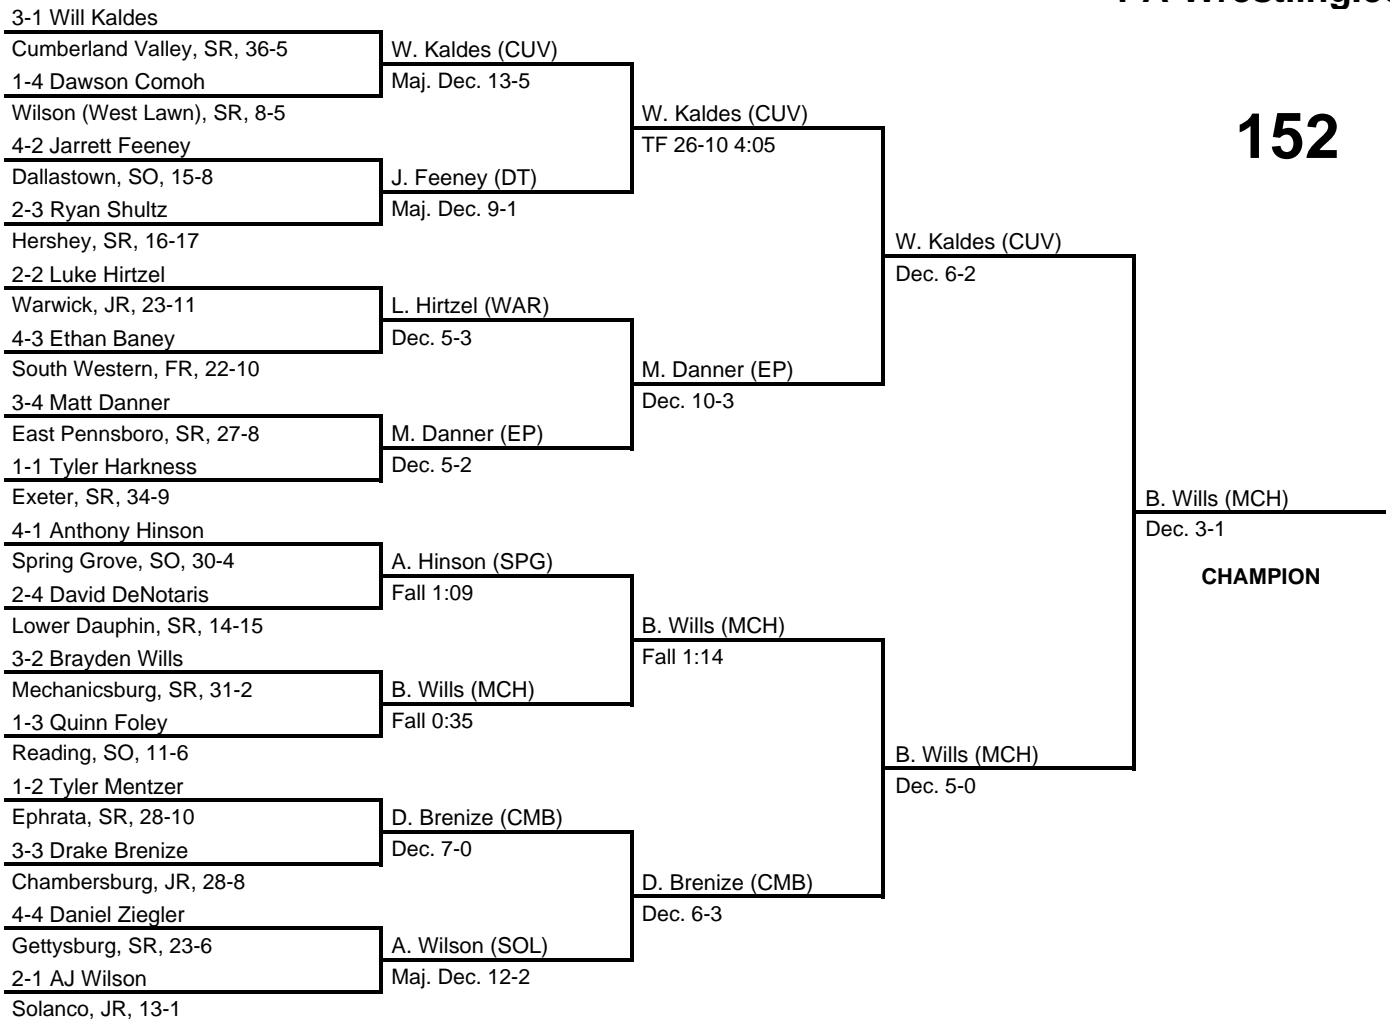 3-1 Will Kaldes
Cumberland Valley, SR, 36-5
1-4 Dawson Comoh
Wilson (West Lawn), SR, 8-5
4-2 Jarrett Feeney
Dallastown, SO, 15-8
2-3 Ryan Shultz
Hershey, SR, 16-17
2-2 Luke Hirtzel
Warwick, JR, 23-11
4-3 Ethan Baney
South Western, FR, 22-10
3-4 Matt Danner
East Pennsboro, SR, 27-8
1-1 Tyler Harkness
Exeter, SR, 34-9
4-1 Anthony Hinson
Spring Grove, SO, 30-4
2-4 David DeNotaris
Lower Dauphin, SR, 14-15
3-2 Brayden Wills
Mechanicsburg, SR, 31-2
1-3 Quinn Foley
Reading, SO, 11-6
1-2 Tyler Mentzer
Ephrata, SR, 28-10
3-3 Drake Brenize
Chambersburg, JR, 28-8
4-4 Daniel Ziegler
Gettysburg, SR, 23-6
2-1 AJ Wilson
Solanco, JR, 13-1
W. Kaldes (CUV)
Maj. Dec. 13-5
J. Feeney (DT)
Maj. Dec. 9-1
L. Hirtzel (WAR)
Dec. 5-3
M. Danner (EP)
Dec. 5-2
A. Hinson (SPG)
Fall 1:09
B. Wills (MCH)
Fall 0:35
D. Brenize (CMB)
Dec. 7-0
A. Wilson (SOL)
Maj. Dec. 12-2
W. Kaldes (CUV)
TF 26-10 4:05
M. Danner (EP)
Dec. 10-3
B. Wills (MCH)
Fall 1:14
D. Brenize (CMB)
Dec. 6-3
W. Kaldes (CUV)
Dec. 6-2
B. Wills (MCH)
Dec. 5-0
152
B. Wills (MCH)
Dec. 3-1
CHAMPION